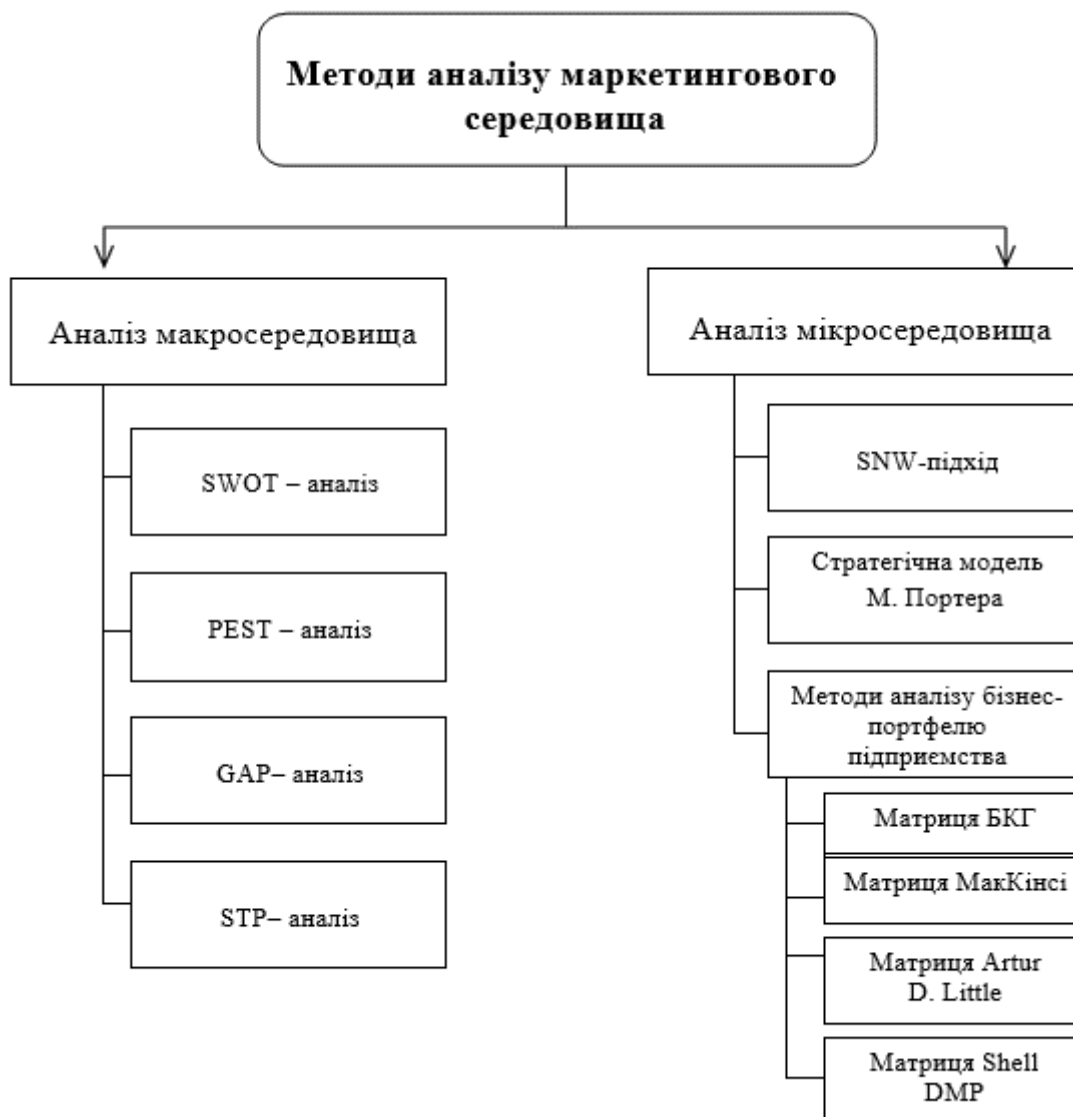 Методи аналізу маркетингового
середовища
Аналіз макросередовища
SWOT – аналіз
PEST – аналіз
GAP– аналіз
STP– аналіз
Аналіз мікросередовища
SNW-підхід
Стратегічна модель
М. Портера
Методи аналізу бізнес-
портфелю
підприємства
Матриця БКГ
Матриця МакКінсі
Матриця Artur
D. Little
Матриця Shell
DMP